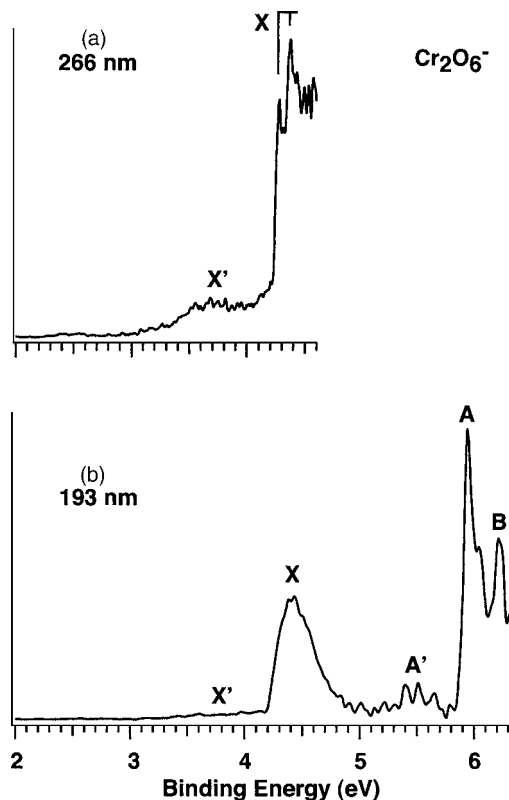 (a)
266 nm
X
Cr2O6-
X'
(b)
193 nm
A
B
X
A'
X'
2 3 4 5 6
Binding Energy (eV)